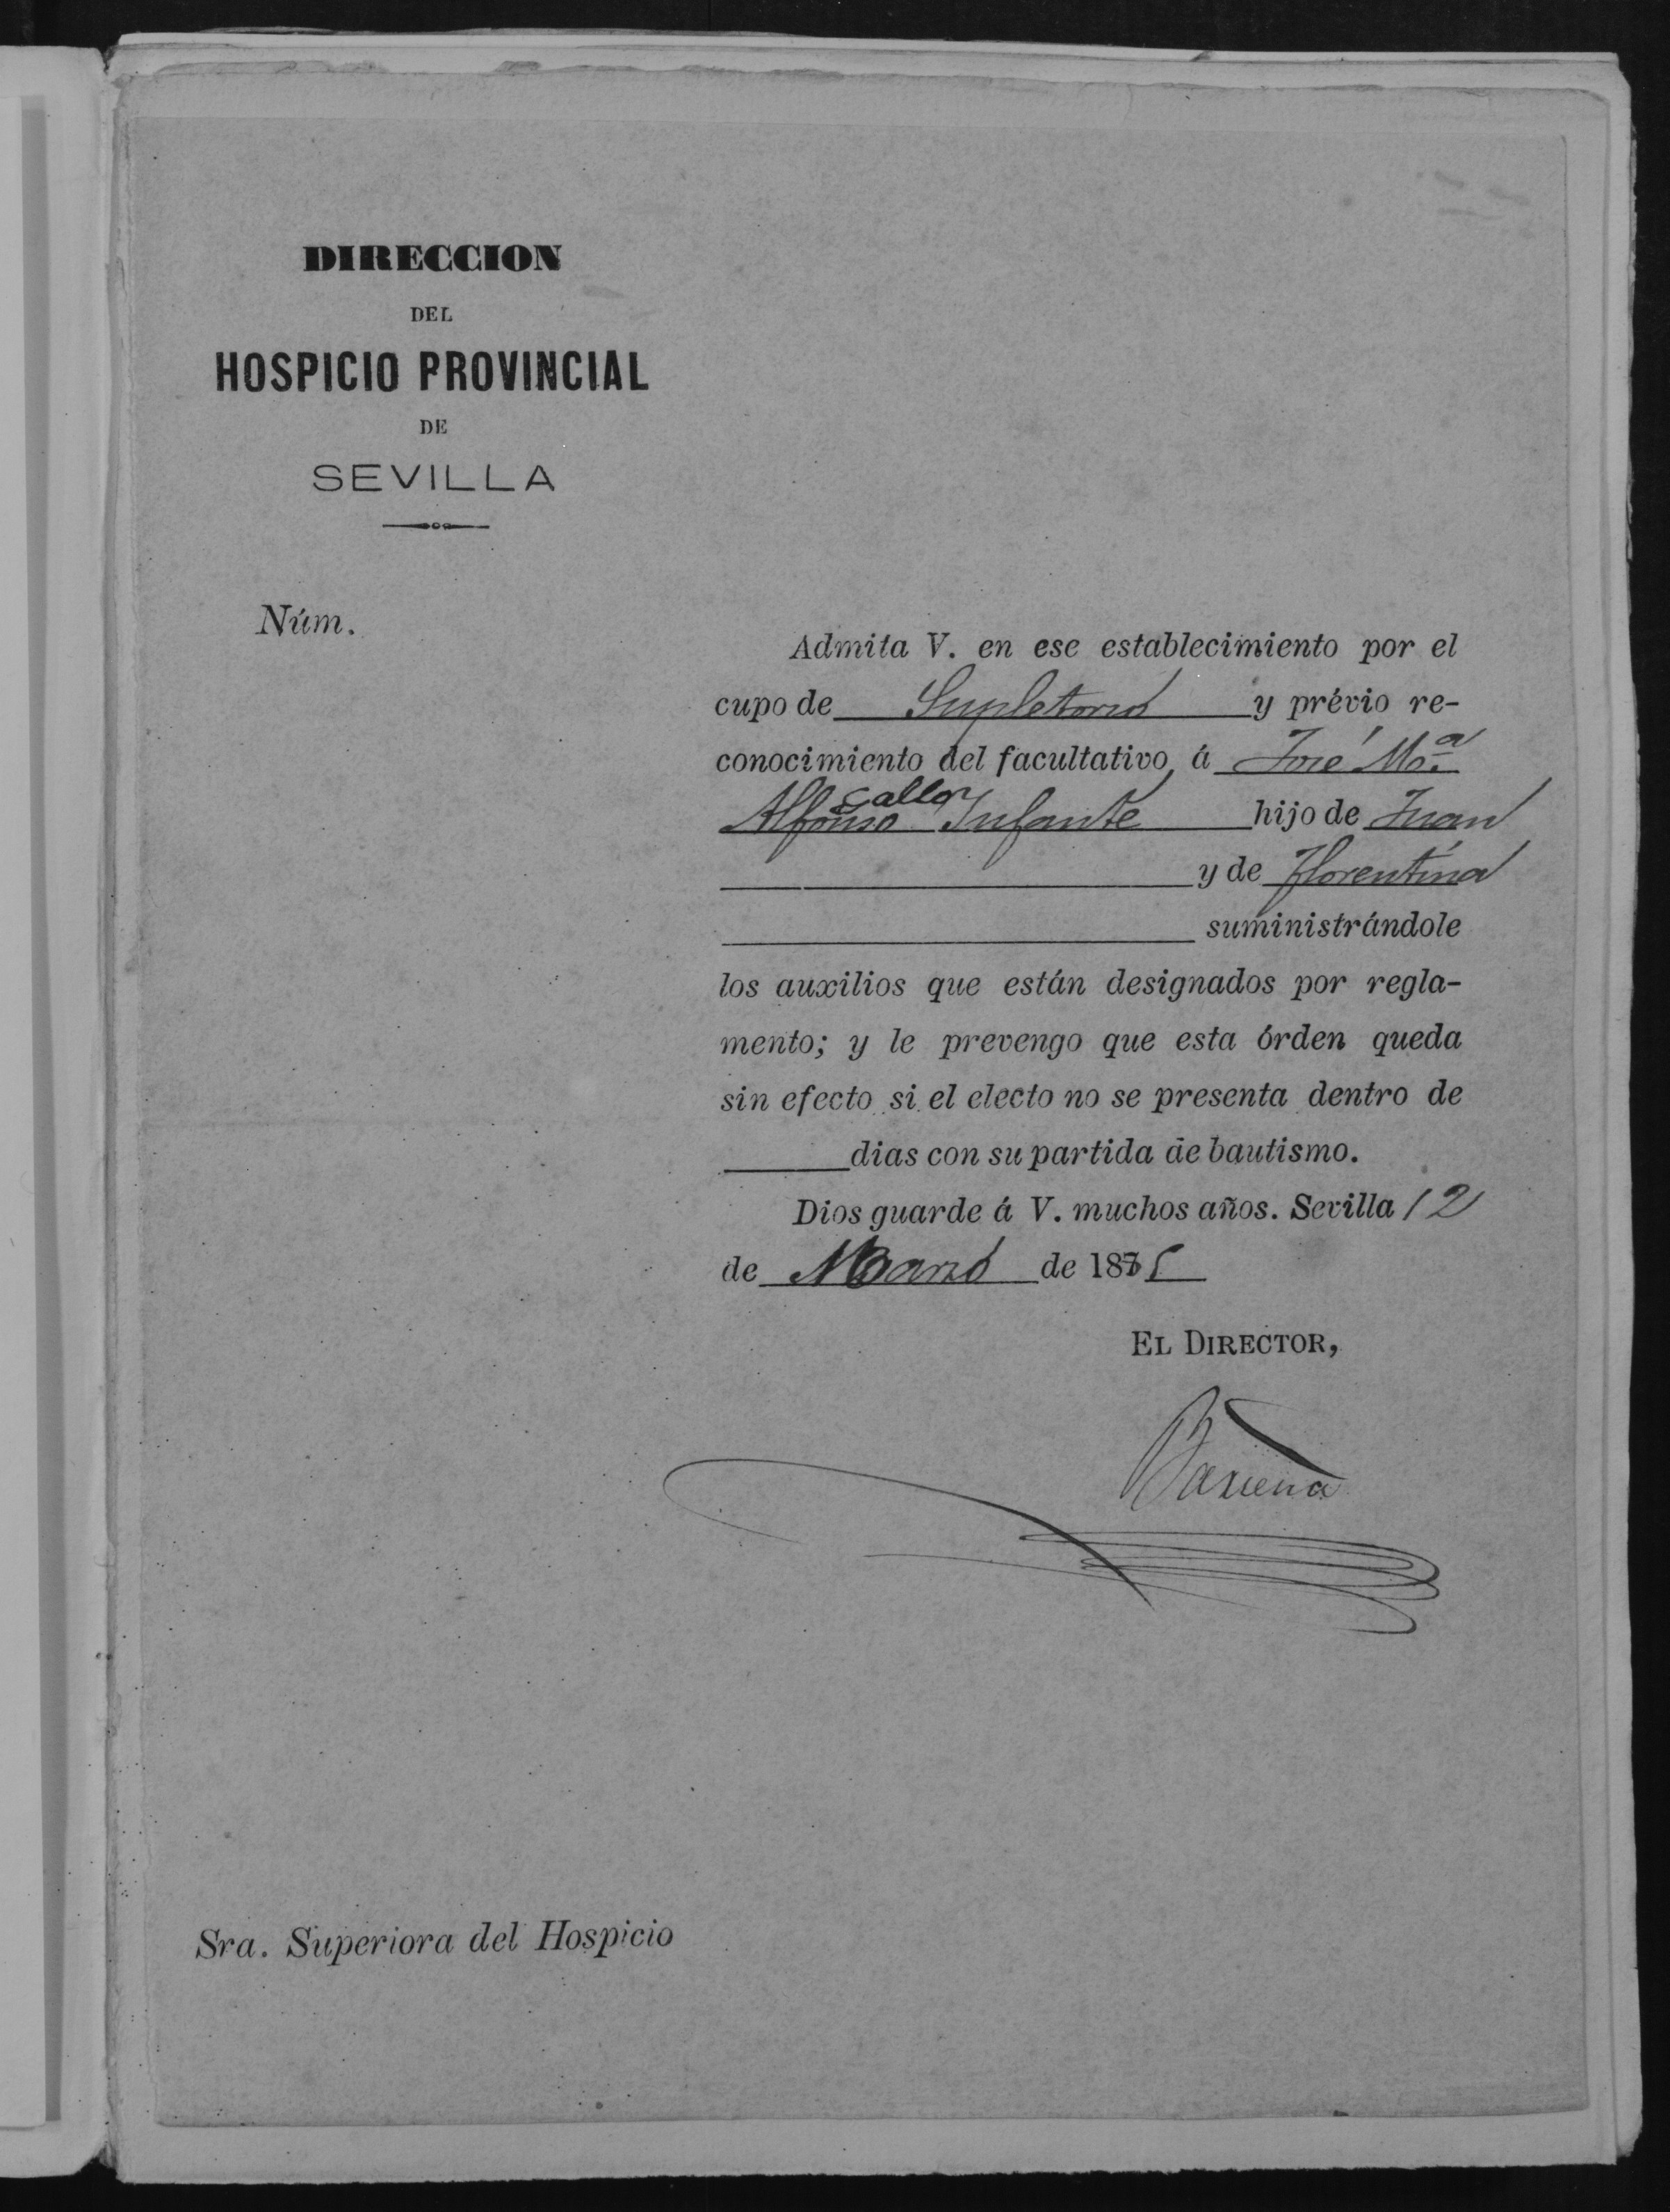 DIRECCION
DEL
HOSPICIO PROVINCIAL
DE
SEVILLA
Núm.
Admita V. en ese establecimiento por el
cupo de Supletorio y prévio re-
conocimiento del facultativo, á José Mª
Gallo
Alfonso Infante hijo de Juan
y de Florentina
suministrándole
los auxilios que están designados por regla-
mento; y le prevengo que esta órden queda
sin efecto si el electo no se presenta dentro de
dias con su partida de bautismo.
Dios guarde á V. muchos años. Sevilla 12
de Marzo de 188
EL DIRECTOR,
Sra. Superiora del Hospicio